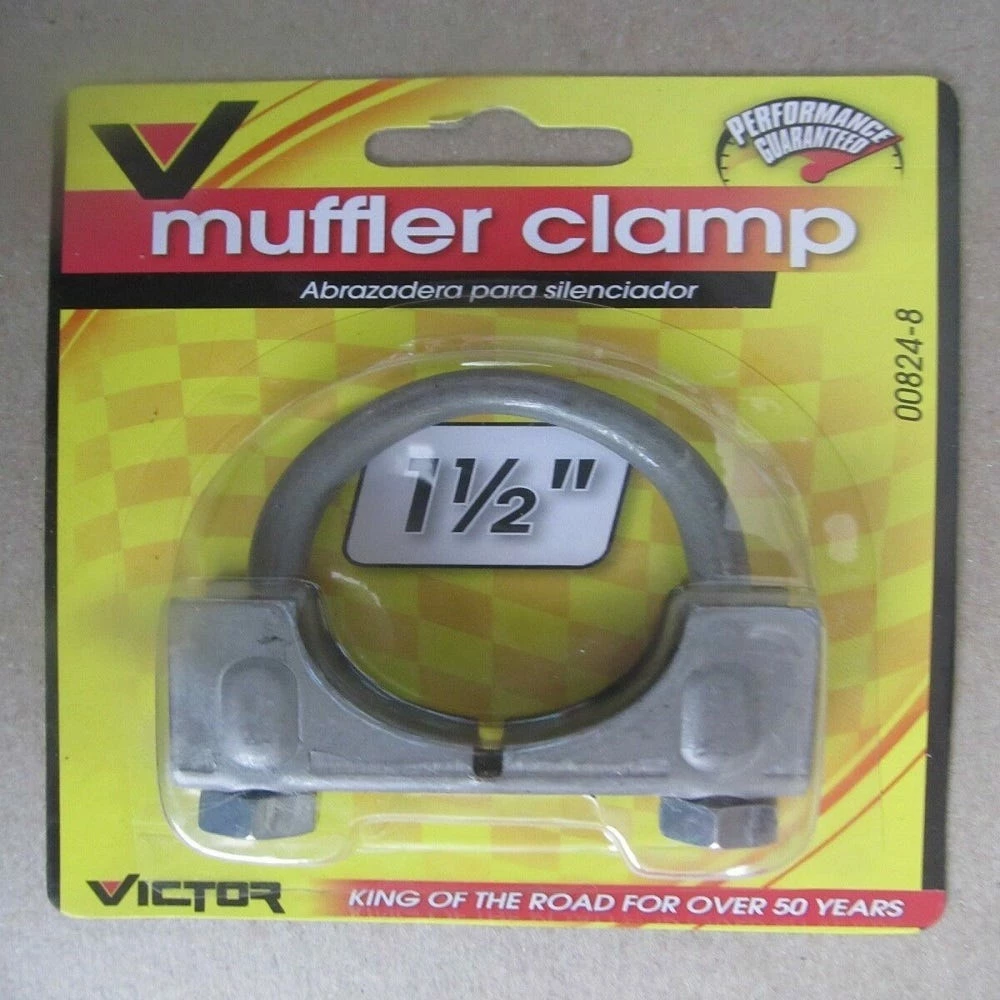 PERFORMANCE
GUARANTEED
muffler clamp
Abrazadera para silenciador
00824-8
1½"
VICTOR
KING OF THE ROAD FOR OVER 50 YEARS